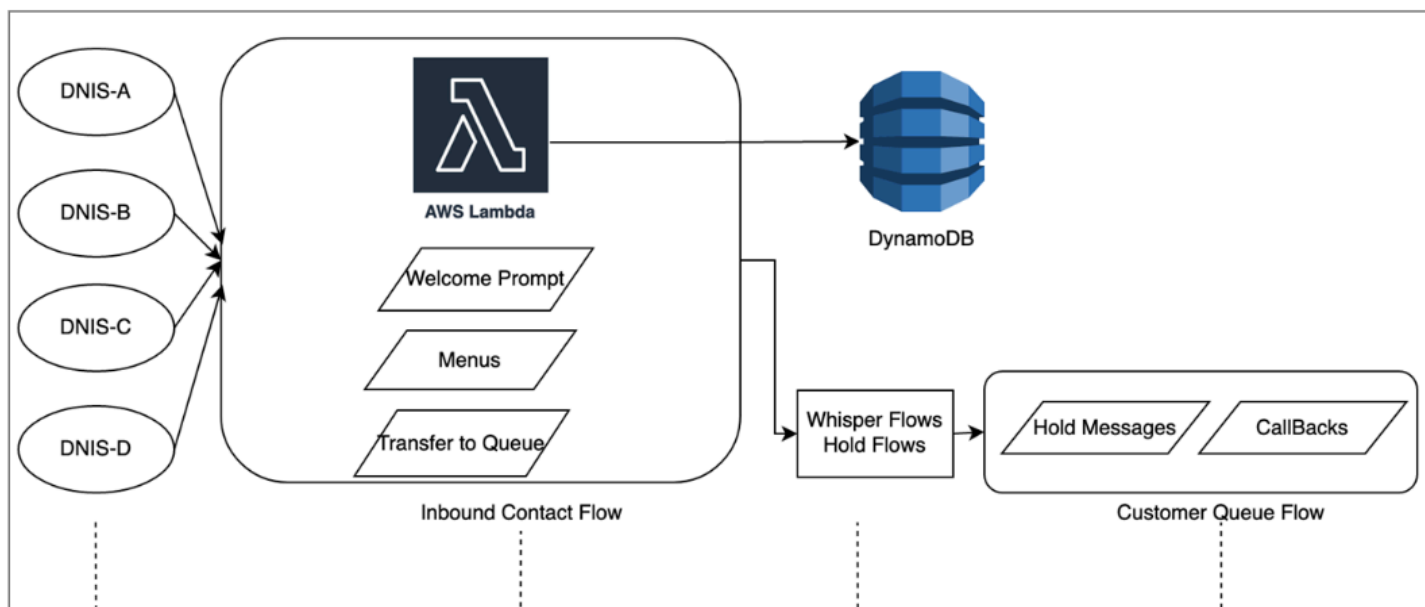 DNIS-A
DNIS-B
DNIS-C
DNIS-D
AWS Lambda
Welcome Prompt
Menus
Transfer to Queue
Inbound Contact Flow
DynamoDB
Whisper Flows
Hold Flows
Hold Messages
CallBacks
Customer Queue Flow